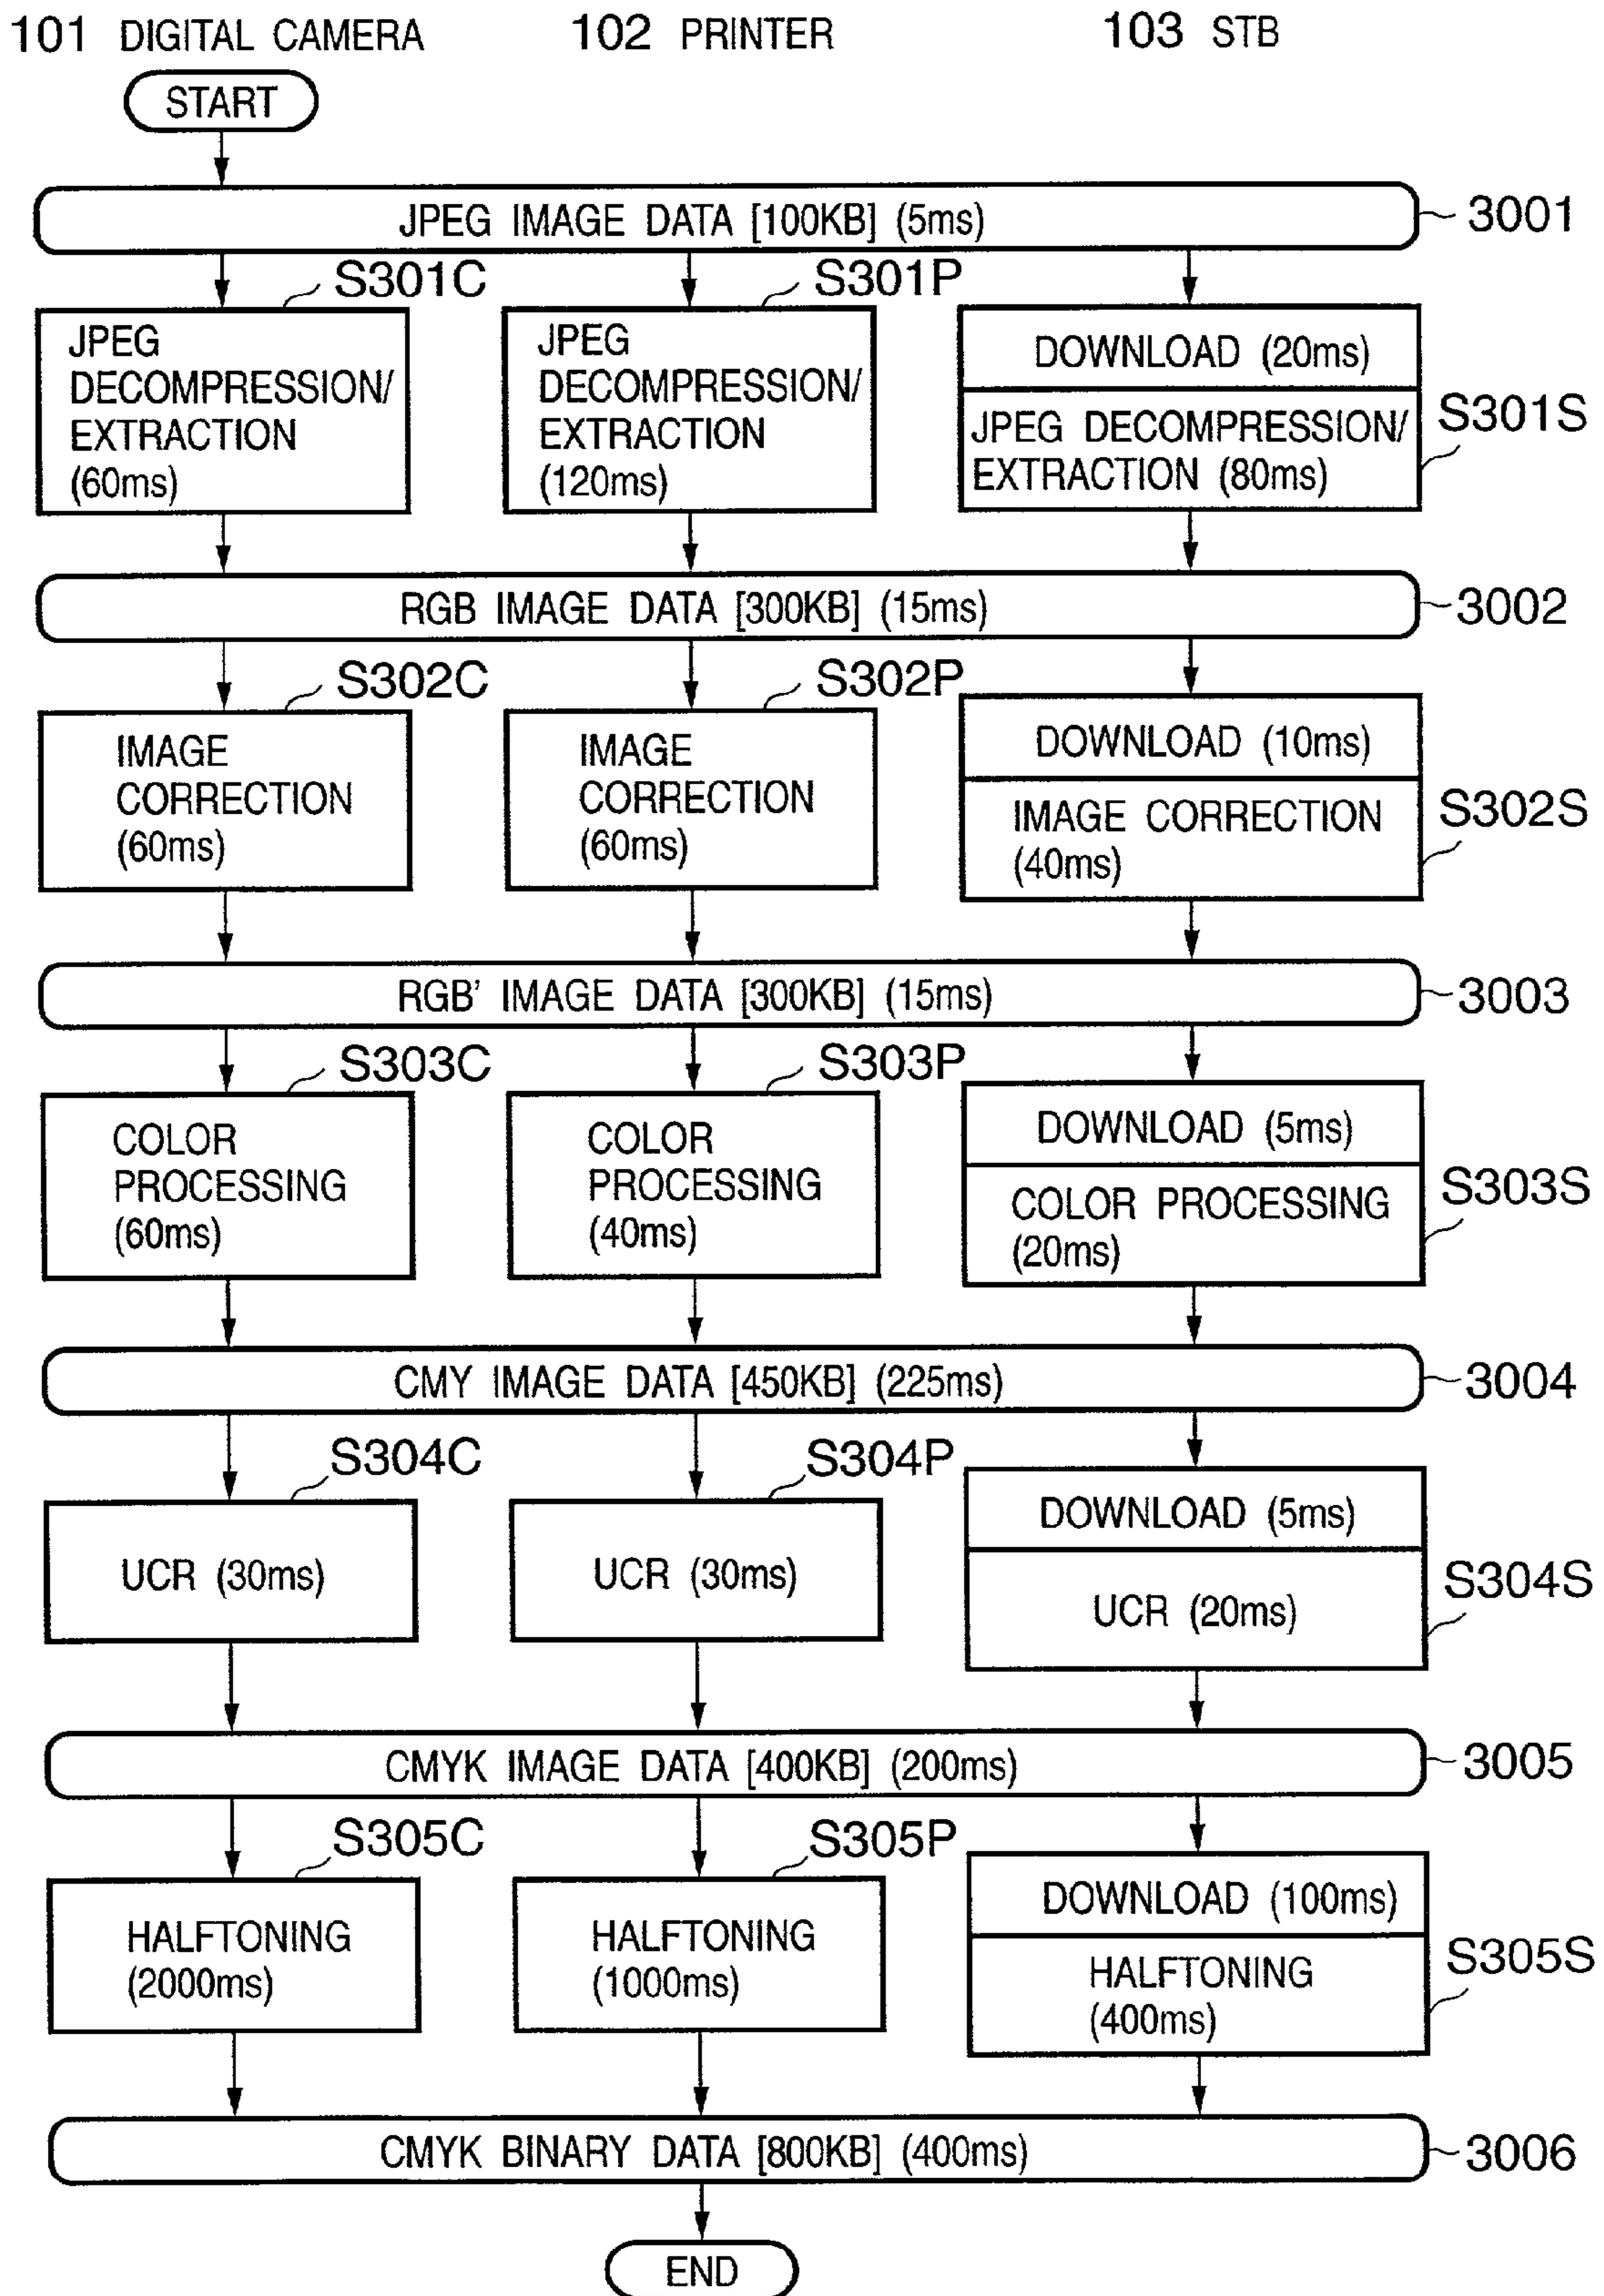 101 DIGITAL CAMERA
102 PRINTER
103 STB
START
JPEG IMAGE DATA [100KB] (5ms)
3001
S301C
JPEG
DECOMPRESSION/
EXTRACTION
(60ms)
S301P
JPEG
DECOMPRESSION/
EXTRACTION
(120ms)
DOWNLOAD (20ms)
JPEG DECOMPRESSION/
EXTRACTION (80ms)
S301S
RGB IMAGE DATA [300KB] (15ms)
3002
S302C
IMAGE
CORRECTION
(60ms)
S302P
IMAGE
CORRECTION
(60ms)
DOWNLOAD (10ms)
IMAGE CORRECTION
(40ms)
S302S
RGB' IMAGE DATA [300KB] (15ms)
3003
S303C
COLOR
PROCESSING
(60ms)
S303P
COLOR
PROCESSING
(40ms)
DOWNLOAD (5ms)
COLOR PROCESSING
(20ms)
S303S
CMY IMAGE DATA [450KB] (225ms)
3004
S304C
UCR (30ms)
S304P
UCR (30ms)
DOWNLOAD (5ms)
UCR (20ms)
S304S
CMYK IMAGE DATA [400KB] (200ms)
3005
S305C
HALFTONING
(2000ms)
S305P
HALFTONING
(1000ms)
DOWNLOAD (100ms)
HALFTONING
(400ms)
S305S
CMYK BINARY DATA [800KB] (400ms)
3006
END